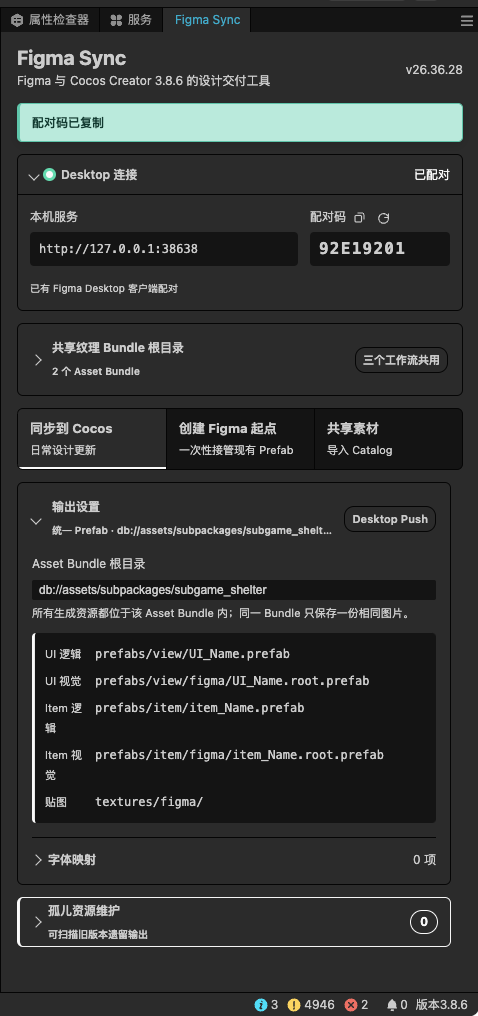 属性检查器 服务 Figma Sync
Figma Sync
Figma 与 Cocos Creator 3.8.6 的设计交付工具
v26.36.28
配对码已复制
Desktop 连接 已配对
本机服务 配对码
http://127.0.0.1:38638 92E19201
已有 Figma Desktop 客户端配对
共享纹理 Bundle 根目录
2 个 Asset Bundle
三个工作流共用
同步到 Cocos 创建 Figma 起点 共享素材
日常设计更新 一次性接管现有 Prefab 导入 Catalog
输出设置
统一 Prefab · db://assets/subpackages/subgame_shelt...
Desktop Push
Asset Bundle 根目录
db://assets/subpackages/subgame_shelter
所有生成资源都位于该 Asset Bundle 内；同一 Bundle 只保存一份相同图片。
UI 逻辑 prefabs/view/UI_Name.prefab
UI 视觉 prefabs/view/figma/UI_Name.root.prefab
Item 逻辑 prefabs/item/item_Name.prefab
Item 视觉 prefabs/item/figma/item_Name.root.prefab
贴图 textures/figma/
字体映射 0 项
孤儿资源维护
可扫描旧版本遗留输出
0
3 4946 2 0 版本3.8.6